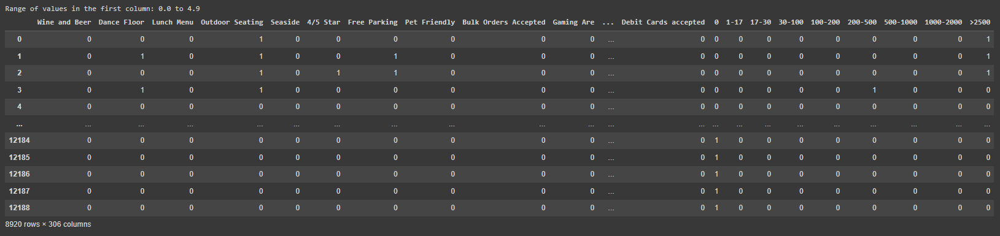 Range of values in the first column: 0.0 to 4.9
Wine and Beer Dance Floor Lunch Menu Outdoor Seating Seaside 4/5 Star Free Parking Pet Friendly Bulk Orders Accepted Gaming Are ... Debit Cards accepted 0 1-17 17-30 30-100 100-200 200-500 500-1000 1000-2000 >2500
0 0 0 0 1 0 0 0 0 0 0 ... 0 0 0 0 0 0 0 0 0 1
1 0 1 0 1 0 0 1 0 0 0 ... 0 0 0 0 0 0 0 0 0 1
2 0 0 0 1 0 1 1 0 0 0 ... 0 0 0 0 0 0 0 0 0 1
3 0 1 0 1 0 0 0 0 0 0 ... 0 0 0 0 0 0 1 0 0 0
4 0 0 0 0 0 0 0 0 0 0 ... 0 0 0 0 0 0 0 0 0 0
... ... ... ... ... ... ... ... ... ... ... ... ... ... ... ... ... ... ... ... ... ...
12184 0 0 0 0 0 0 0 0 0 0 ... 0 1 0 0 0 0 0 0 0 0
12185 0 0 0 0 0 0 0 0 0 0 ... 0 1 0 0 0 0 0 0 0 0
12186 0 0 0 0 0 0 0 0 0 0 ... 0 1 0 0 0 0 0 0 0 0
12187 0 0 0 0 0 0 0 0 0 0 ... 0 1 0 0 0 0 0 0 0 0
12188 0 0 0 0 0 0 0 0 0 0 ... 0 1 0 0 0 0 0 0 0 0
8920 rows × 306 columns